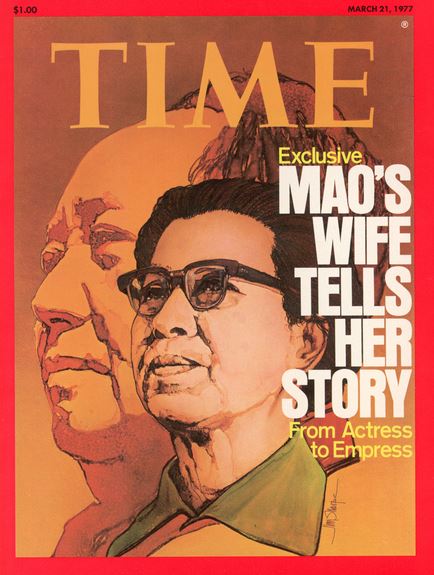 $1.00
MARCH 21, 1977
TIME
®
Exclusive
MAO'S
WIFE
TELLS
HER
STORY
From Actress
to Empress